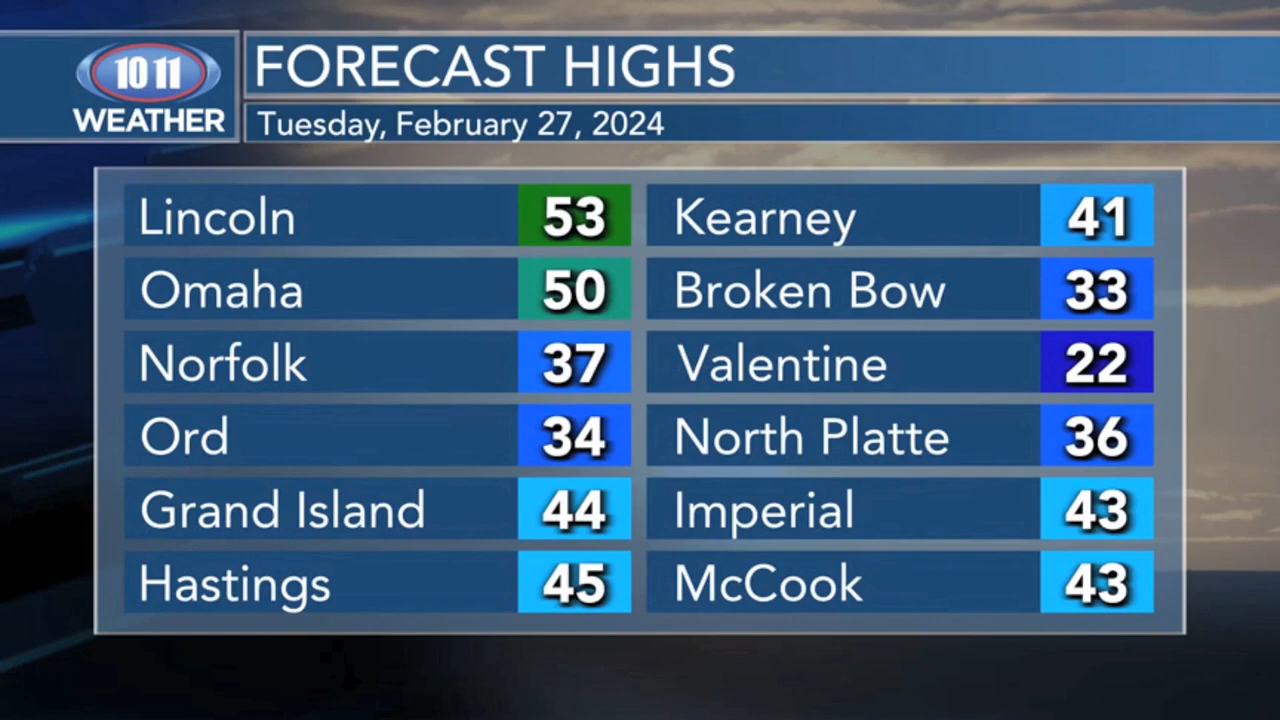 10 11
WEATHER
FORECAST HIGHS
Tuesday, February 27, 2024
Lincoln 53
Omaha 50
Norfolk 37
Ord 34
Grand Island 44
Hastings 45
Kearney 41
Broken Bow 33
Valentine 22
North Platte 36
Imperial 43
McCook 43